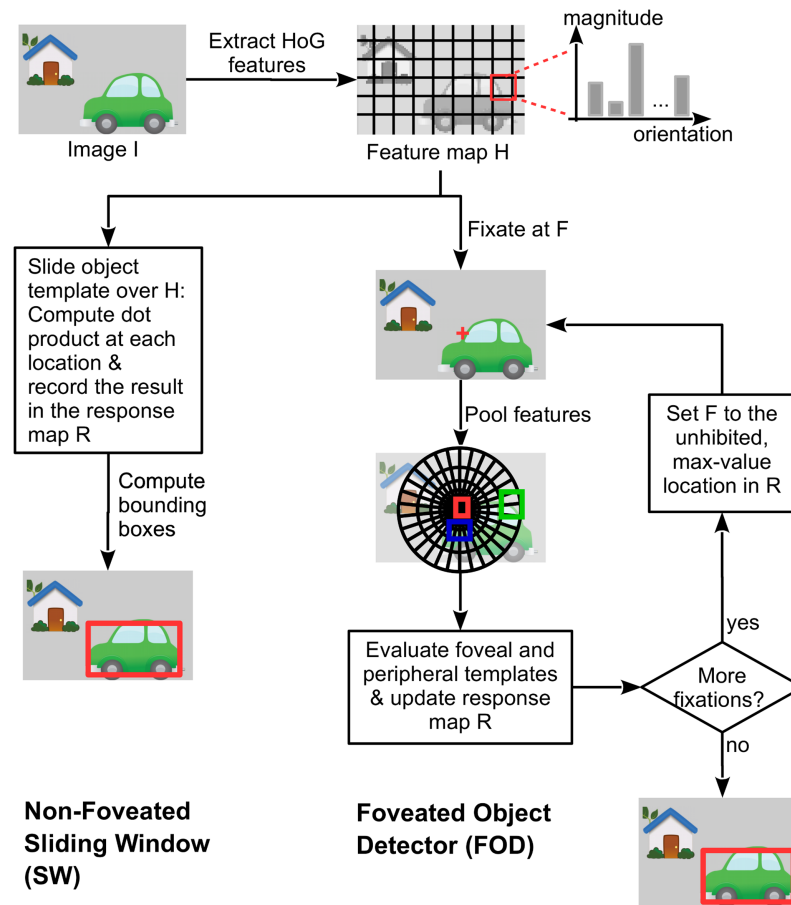 Extract HoG
features
magnitude
...
orientation
Image I
Feature map H
Fixate at F
Slide object
template over H:
Compute dot
product at each
location &
record the result
in the response
map R
Pool features
Set F to the
unhibited,
max-value
location in R
Compute
bounding
boxes
Evaluate foveal and
peripheral templates
& update response
map R
yes
More
fixations?
no
Non-Foveated
Sliding Window
(SW)
Foveated Object
Detector (FOD)